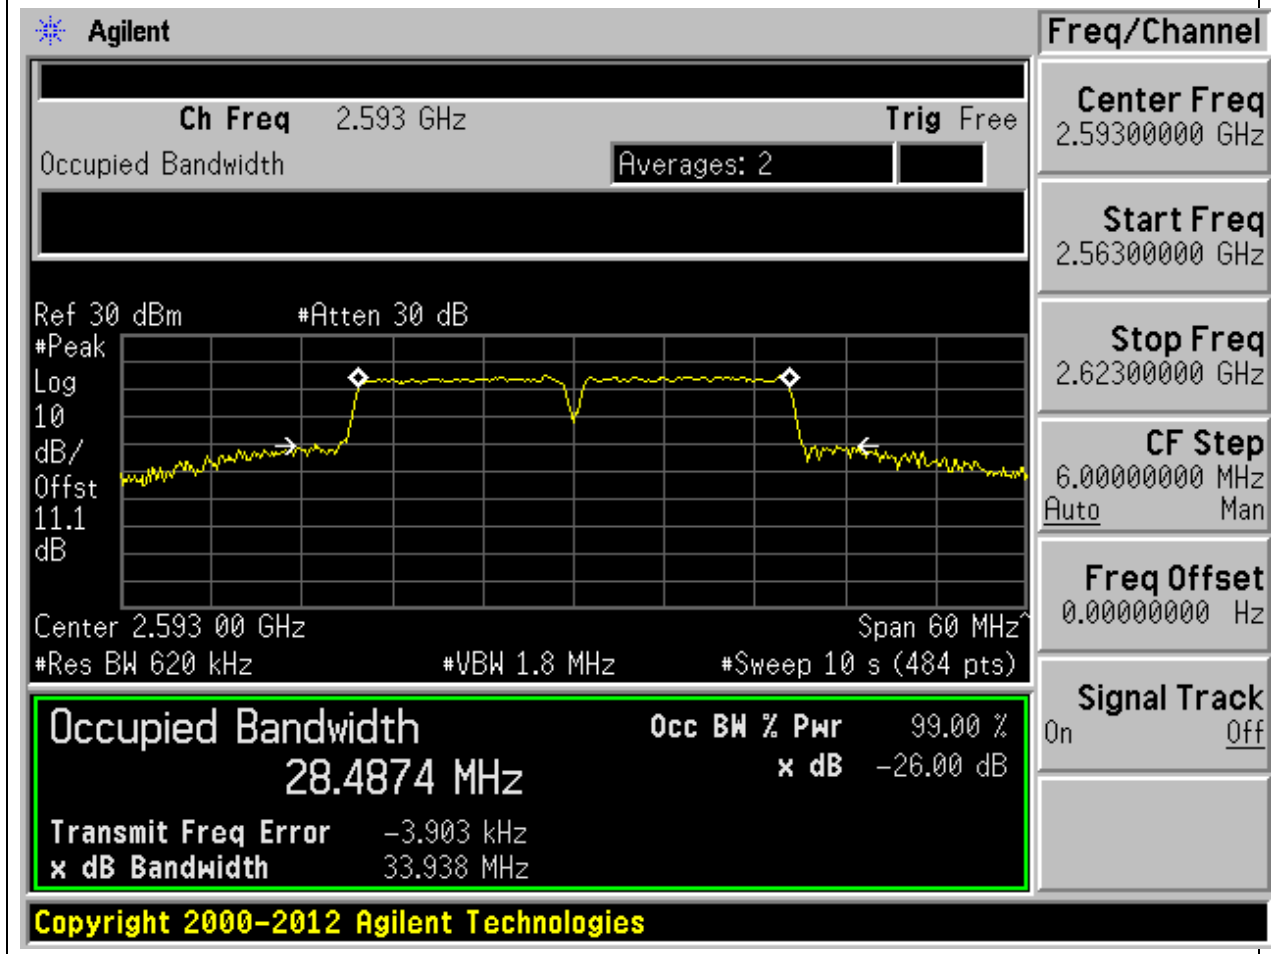 Agilent
Freq/Channel
Ch Freq 2.593 GHz Trig Free
Occupied Bandwidth Averages: 2
Center Freq
2.59300000 GHz
Start Freq
2.56300000 GHz
Stop Freq
2.62300000 GHz
CF Step
6.00000000 MHz
Auto Man
Freq Offset
0.00000000 Hz
Signal Track
On Off
Ref 30 dBm #Atten 30 dB
#Peak
Log
10
dB/
Offst
11.1
dB
Center 2.593 00 GHz Span 60 MHz^
#Res BW 620 kHz #VBW 1.8 MHz #Sweep 10 s (484 pts)
Occupied Bandwidth Occ BW % Pwr 99.00 %
28.4874 MHz x dB -26.00 dB
Transmit Freq Error -3.903 kHz
x dB Bandwidth 33.938 MHz
Copyright 2000-2012 Agilent Technologies